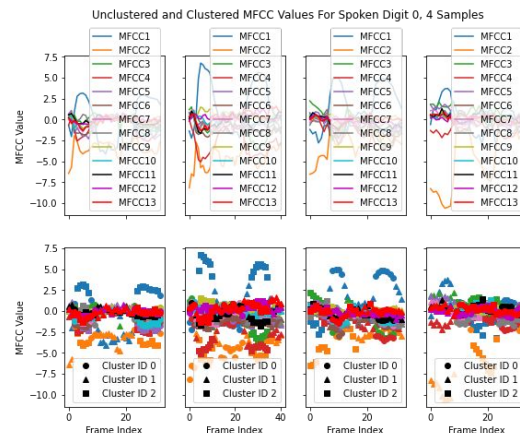 Unclustered and Clustered MFCC Values For Spoken Digit 0, 4 Samples
MFCC Value
7.5
5.0
2.5
0.0
−2.5
−5.0
−7.5
−10.0
MFCC1
MFCC2
MFCC3
MFCC4
MFCC5
MFCC6
MFCC7
MFCC8
MFCC9
MFCC10
MFCC11
MFCC12
MFCC13
MFCC1
MFCC2
MFCC3
MFCC4
MFCC5
MFCC6
MFCC7
MFCC8
MFCC9
MFCC10
MFCC11
MFCC12
MFCC13
MFCC1
MFCC2
MFCC3
MFCC4
MFCC5
MFCC6
MFCC7
MFCC8
MFCC9
MFCC10
MFCC11
MFCC12
MFCC13
MFCC1
MFCC2
MFCC3
MFCC4
MFCC5
MFCC6
MFCC7
MFCC8
MFCC9
MFCC10
MFCC11
MFCC12
MFCC13
MFCC Value
7.5
5.0
2.5
0.0
−2.5
−5.0
−7.5
−10.0
Cluster ID 0
Cluster ID 1
Cluster ID 2
Cluster ID 0
Cluster ID 1
Cluster ID 2
Cluster ID 0
Cluster ID 1
Cluster ID 2
Cluster ID 0
Cluster ID 1
Cluster ID 2
0 20
0 20 40
0 20
0 20
Frame Index
Frame Index
Frame Index
Frame Index